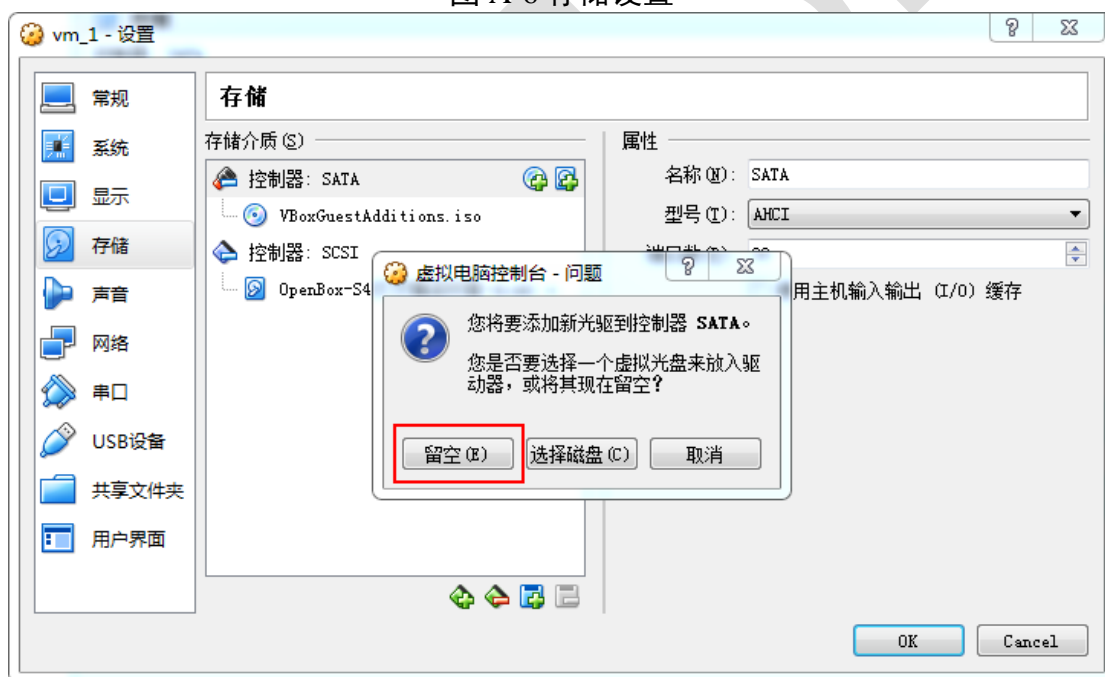 图 A-6 存储设置
vm_1 - 设置
常规
系统
显示
存储
声音
网络
串口
USB设备
共享文件夹
用户界面
存储
存储介质(S)
控制器: SATA
VBoxGuestAdditions.iso
控制器: SCSI
OpenBox-S4
属性
名称(N): SATA
型号(T): AHCI
用主机输入输出 (I/O) 缓存
虚拟电脑控制台 - 问题
您将要添加新光驱到控制器 SATA。
您是否要选择一个虚拟光盘来放入驱
动器，或将其现在留空?
留空(E) 选择磁盘(C) 取消
OK Cancel